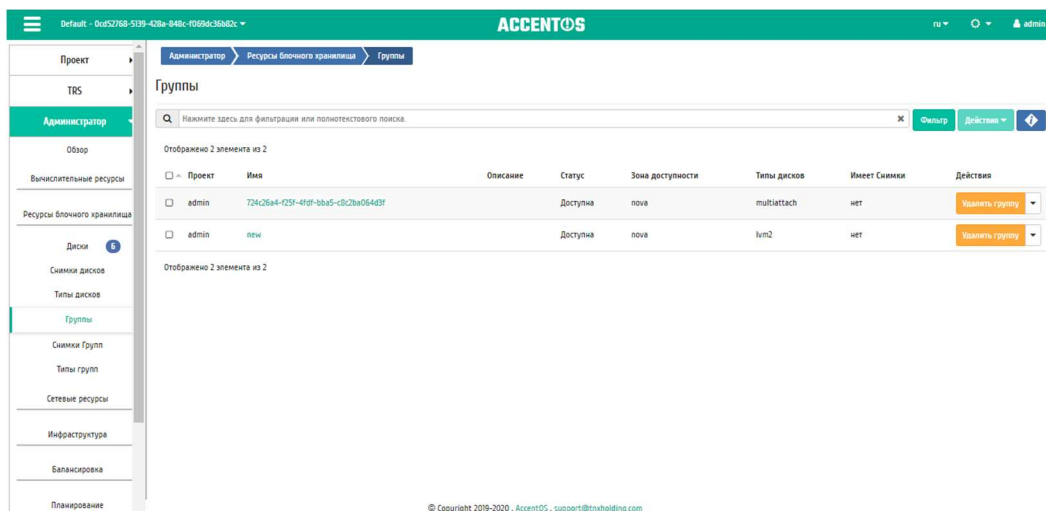 Default - 0cd52768-5139-428a-848c-f069dc36b82c
ACCENTOS
ru
admin
Проект
TRS
Администратор
Обзор
Вычислительные ресурсы
Ресурсы блочного хранилища
Диски 6
Снимки дисков
Типы дисков
Группы
Снимки Групп
Типы групп
Сетевые ресурсы
Инфраструктура
Балансировка
Планирование
Администратор Ресурсы блочного хранилища Группы
Группы
Нажмите здесь для фильтрации или полнотекстового поиска.
Фильтр Действия
Отображено 2 элемента из 2
Проект Имя Описание Статус Зона доступности Типы дисков Имеет Снимки Действия
admin 724c26a4-f25f-4fdf-bba5-c8c2ba064d3f Доступна nova multiattach нет Удалить группу
admin new Доступна nova lvm2 нет Удалить группу
Отображено 2 элемента из 2
© Copyright 2019-2020 . AccentOS . support@tnxholding.com